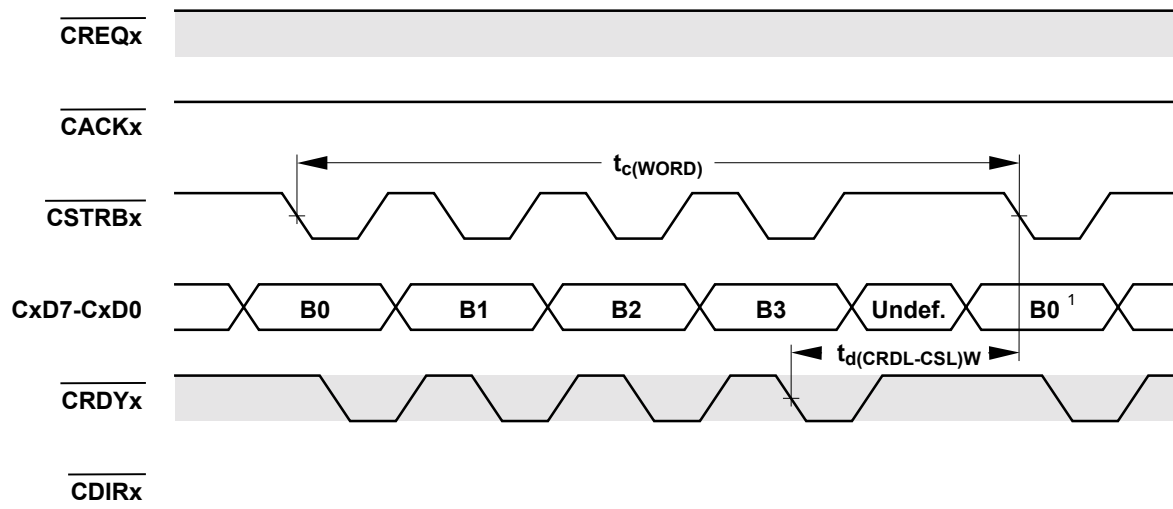 CREQx
CACKx
tc(WORD)
CSTRBx
CxD7-CxD0 B0 B1 B2 B3 Undef. B0 1
td(CRDL-CSL)W
CRDYx
CDIRx